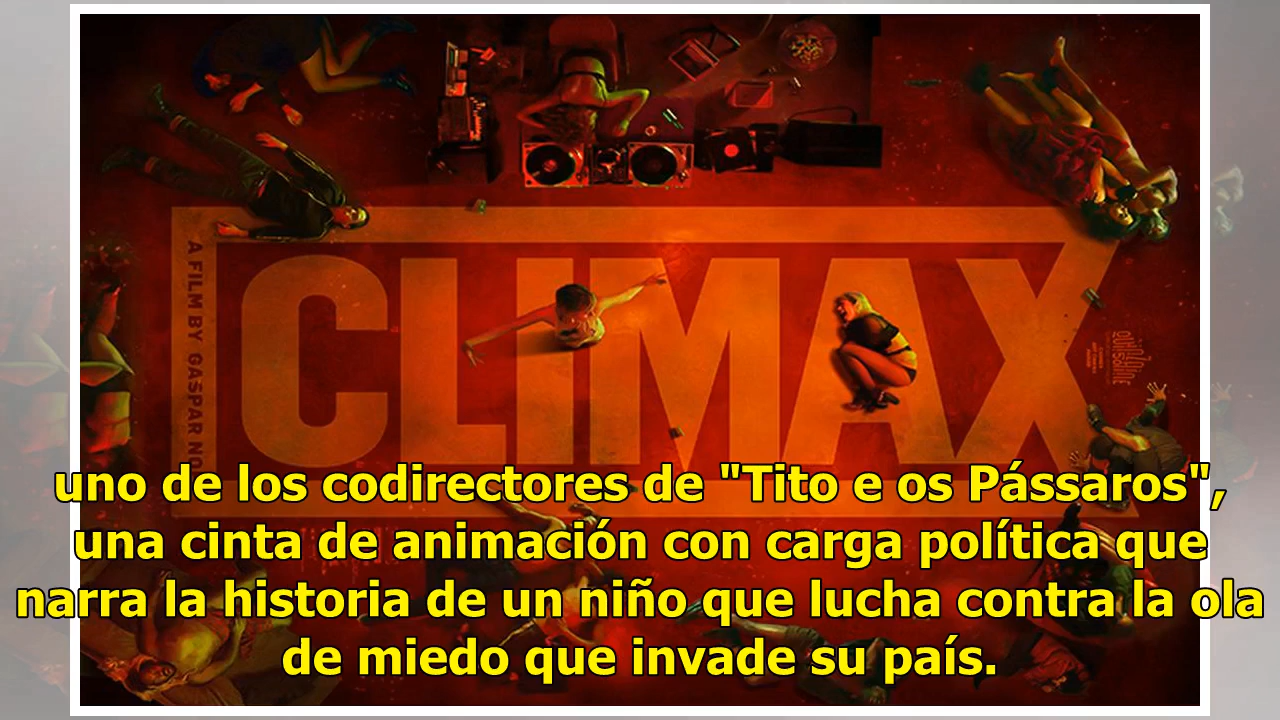 CLIMAX
A FILM BY GASPAR NO
uno de los codirectores de "Tito e os Pássaros",
una cinta de animación con carga política que
narra la historia de un niño que lucha contra la ola
de miedo que invade su país.